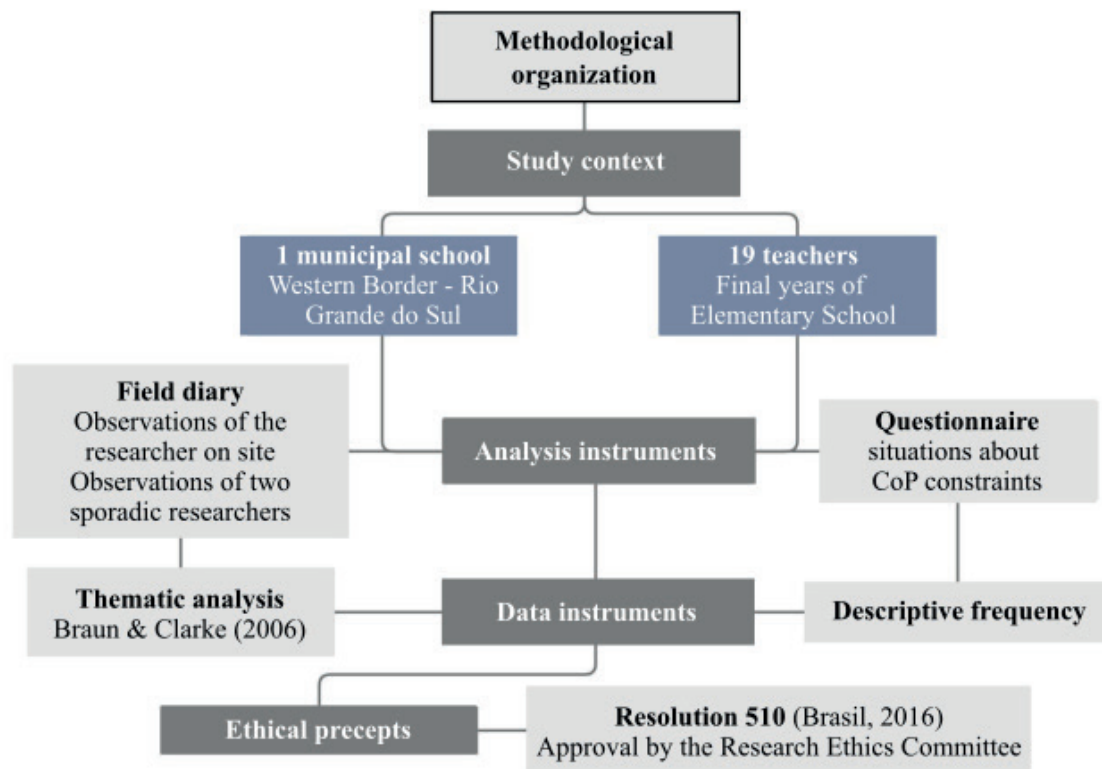 Methodological
organization
Study context
1 municipal school
Western Border - Rio
Grande do Sul
19 teachers
Final years of
Elementary School
Field diary
Observations of the
researcher on site
Observations of two
sporadic researchers
Analysis instruments
Questionnaire
situations about
CoP constraints
Thematic analysis
Braun & Clarke (2006)
Data instruments
Descriptive frequency
Ethical precepts
Resolution 510 (Brasil, 2016)
Approval by the Research Ethics Committee